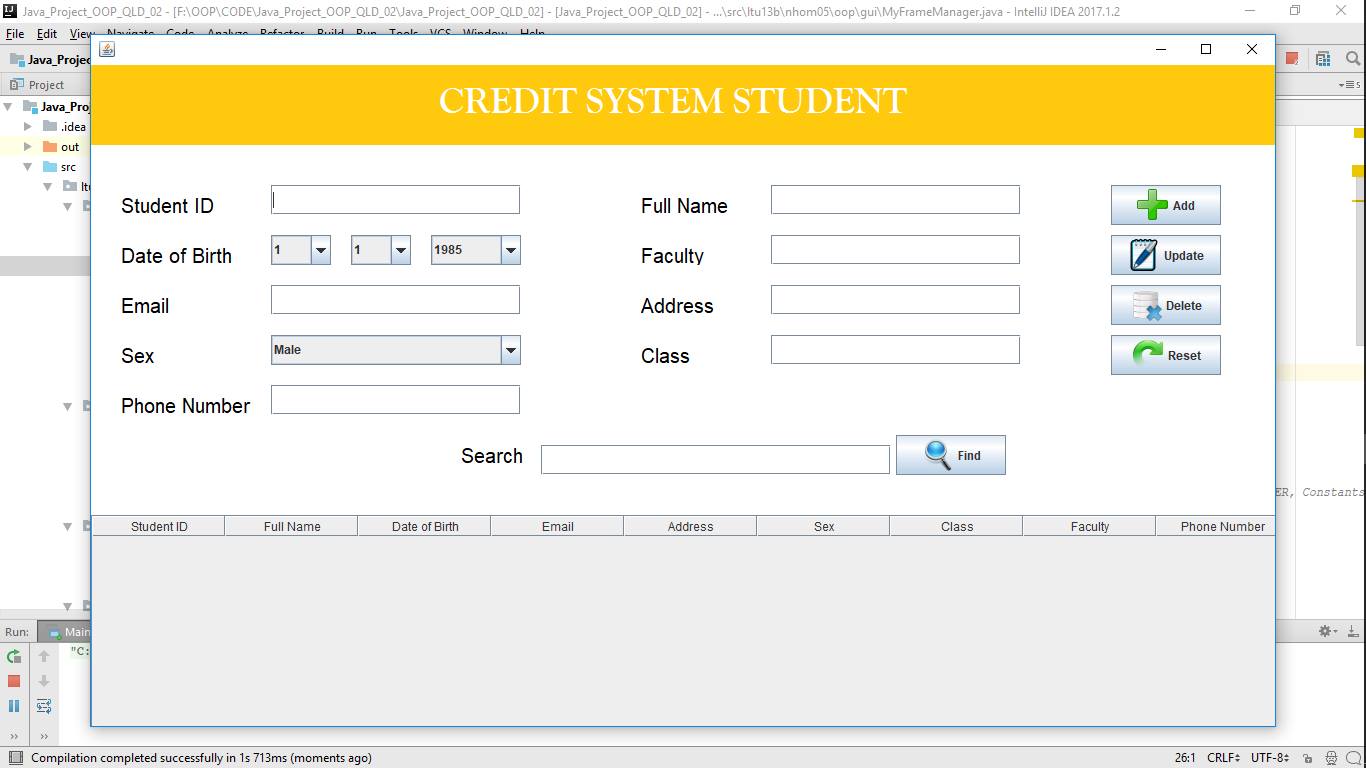 Java_Project_OOP_QLD_02 - [F:\OOP\CODE\Java_Project_OOP_QLD_02\Java_Project_OOP_QLD_02] - [Java_Project_OOP_QLD_02] - ...\src\ltu13b\nhom05\oop\gui\MyFrameManager.java - IntelliJ IDEA 2017.1.2
File Edit View Navigate Code Analyze Refactor Build Run Tools VCS Window Help
Java_Projec
Project
Java_Proj
.idea
out
src
ltu
CREDIT SYSTEM STUDENT
Student ID Full Name Add
Date of Birth 1 1 1985 Faculty Update
Email Address Delete
Sex Male Class Reset
Phone Number
Search Find
ER, Constants
Student ID Full Name Date of Birth Email Address Sex Class Faculty Phone Number
Run: Main
"C:
Compilation completed successfully in 1s 713ms (moments ago) 26:1 CRLF UTF-8